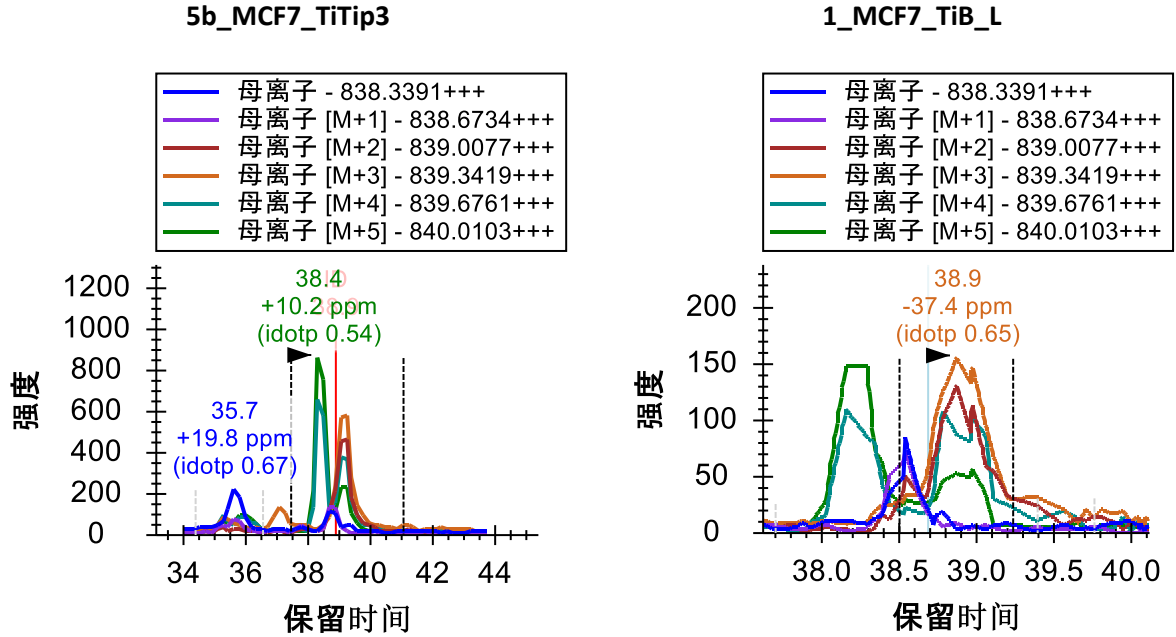 5b_MCF7_TiTip3
母离子 - 838.3391+++
母离子 [M+1] - 838.6734+++
母离子 [M+2] - 839.0077+++
母离子 [M+3] - 839.3419+++
母离子 [M+4] - 839.6761+++
母离子 [M+5] - 840.0103+++
38.4
+10.2 ppm
(idotp 0.54)
35.7
+19.8 ppm
(idotp 0.67)
强度
1200
1000
800
600
400
200
0
34 36 38 40 42 44
保留时间
1_MCF7_TiB_L
母离子 - 838.3391+++
母离子 [M+1] - 838.6734+++
母离子 [M+2] - 839.0077+++
母离子 [M+3] - 839.3419+++
母离子 [M+4] - 839.6761+++
母离子 [M+5] - 840.0103+++
38.9
-37.4 ppm
(idotp 0.65)
强度
200
150
100
50
0
38.0 38.5 39.0 39.5 40.0
保留时间